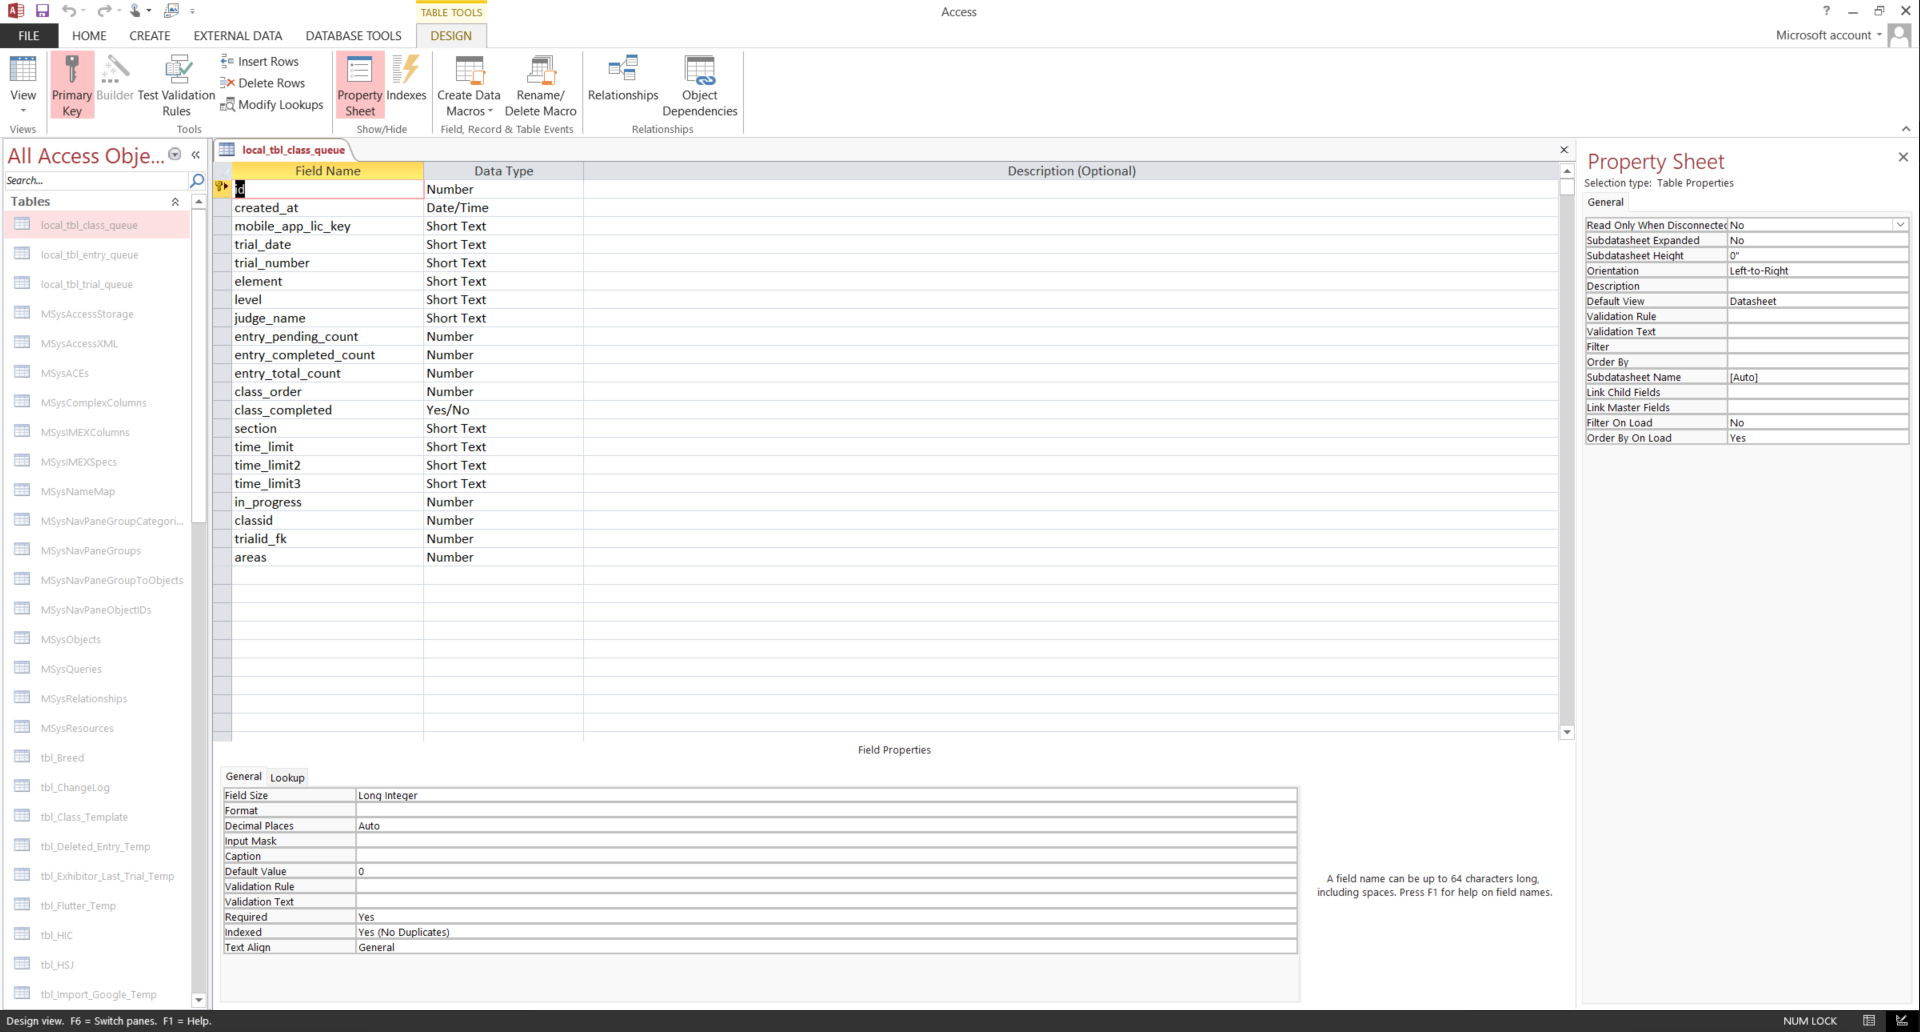 TABLE TOOLS
Access
?
FILE HOME CREATE EXTERNAL DATA DATABASE TOOLS DESIGN
Microsoft account
View
Views
Primary Key
Builder
Test Validation Rules
Insert Rows
Delete Rows
Modify Lookups
Tools
Property Sheet
Indexes
Show/Hide
Create Data Macros
Rename/ Delete Macro
Field, Record & Table Events
Relationships
Object Dependencies
Relationships
All Access Obje...
Search...
Tables
local_tbl_class_queue
local_tbl_entry_queue
local_tbl_trial_queue
MSysAccessStorage
MSysAccessXML
MSysACEs
MSysComplexColumns
MSysIMEXColumns
MSysIMEXSpecs
MSysNameMap
MSysNavPaneGroupCategori...
MSysNavPaneGroups
MSysNavPaneGroupToObjects
MSysNavPaneObjectIDs
MSysObjects
MSysQueries
MSysRelationships
MSysResources
tbl_Breed
tbl_ChangeLog
tbl_Class_Template
tbl_Deleted_Entry_Temp
tbl_Exhibitor_Last_Trial_Temp
tbl_Flutter_Temp
tbl_HIC
tbl_HSJ
tbl_Import_Google_Temp
local_tbl_class_queue
Field Name Data Type Description (Optional)
id Number
created_at Date/Time
mobile_app_lic_key Short Text
trial_date Short Text
trial_number Short Text
element Short Text
level Short Text
judge_name Short Text
entry_pending_count Number
entry_completed_count Number
entry_total_count Number
class_order Number
class_completed Yes/No
section Short Text
time_limit Short Text
time_limit2 Short Text
time_limit3 Short Text
in_progress Number
classid Number
trialid_fk Number
areas Number
Field Properties
General Lookup
Field Size Long Integer
Format
Decimal Places Auto
Input Mask
Caption
Default Value 0
Validation Rule
Validation Text
Required Yes
Indexed Yes (No Duplicates)
Text Align General
A field name can be up to 64 characters long,
including spaces. Press F1 for help on field names.
Property Sheet
Selection type: Table Properties
General
Read Only When Disconnected No
Subdatasheet Expanded No
Subdatasheet Height 0"
Orientation Left-to-Right
Description
Default View Datasheet
Validation Rule
Validation Text
Filter
Order By
Subdatasheet Name [Auto]
Link Child Fields
Link Master Fields
Filter On Load No
Order By On Load Yes
Design view. F6 = Switch panes. F1 = Help.
NUM LOCK